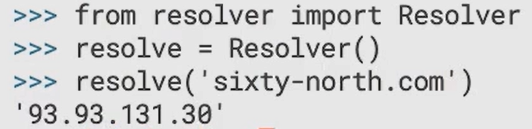 >>> from resolver import Resolver
>>> resolve = Resolver()
>>> resolve('sixty-north.com')
'93.93.131.30'